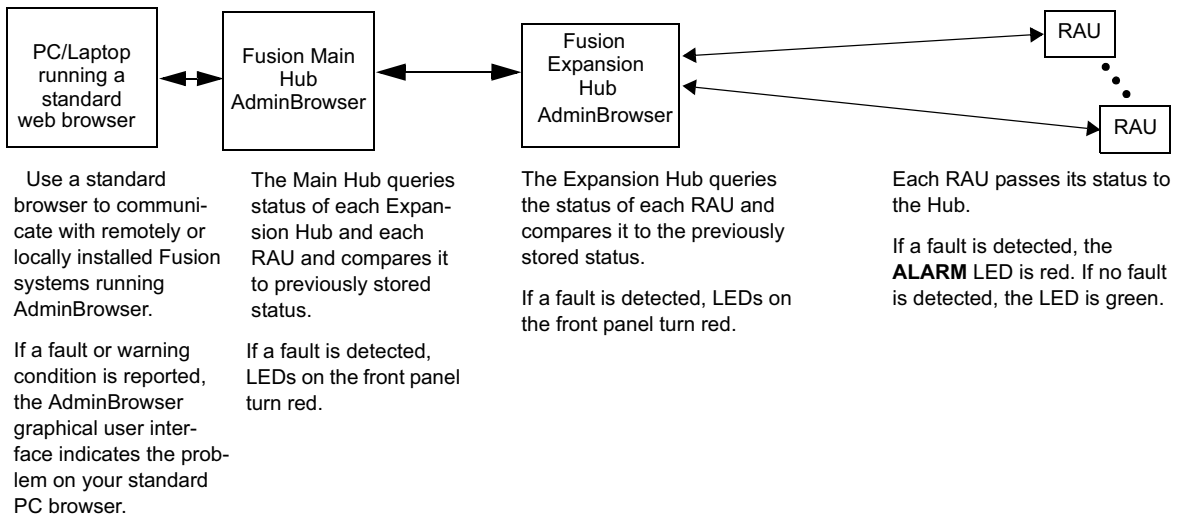 PC/Laptop
running a
standard
web browser
Fusion Main
Hub
AdminBrowser
Fusion
Expansion
Hub
AdminBrowser
RAU
RAU
Use a standard
browser to communi-
cate with remotely or
locally installed Fusion
systems running
AdminBrowser.
If a fault or warning
condition is reported,
the AdminBrowser
graphical user inter-
face indicates the prob-
lem on your standard
PC browser.
The Main Hub queries
status of each Expan-
sion Hub and each
RAU and compares it
to previously stored
status.
If a fault is detected,
LEDs on the front panel
turn red.
The Expansion Hub queries
the status of each RAU and
compares it to the previously
stored status.
If a fault is detected, LEDs on
the front panel turn red.
Each RAU passes its status to
the Hub.
If a fault is detected, the
ALARM LED is red. If no fault
is detected, the LED is green.